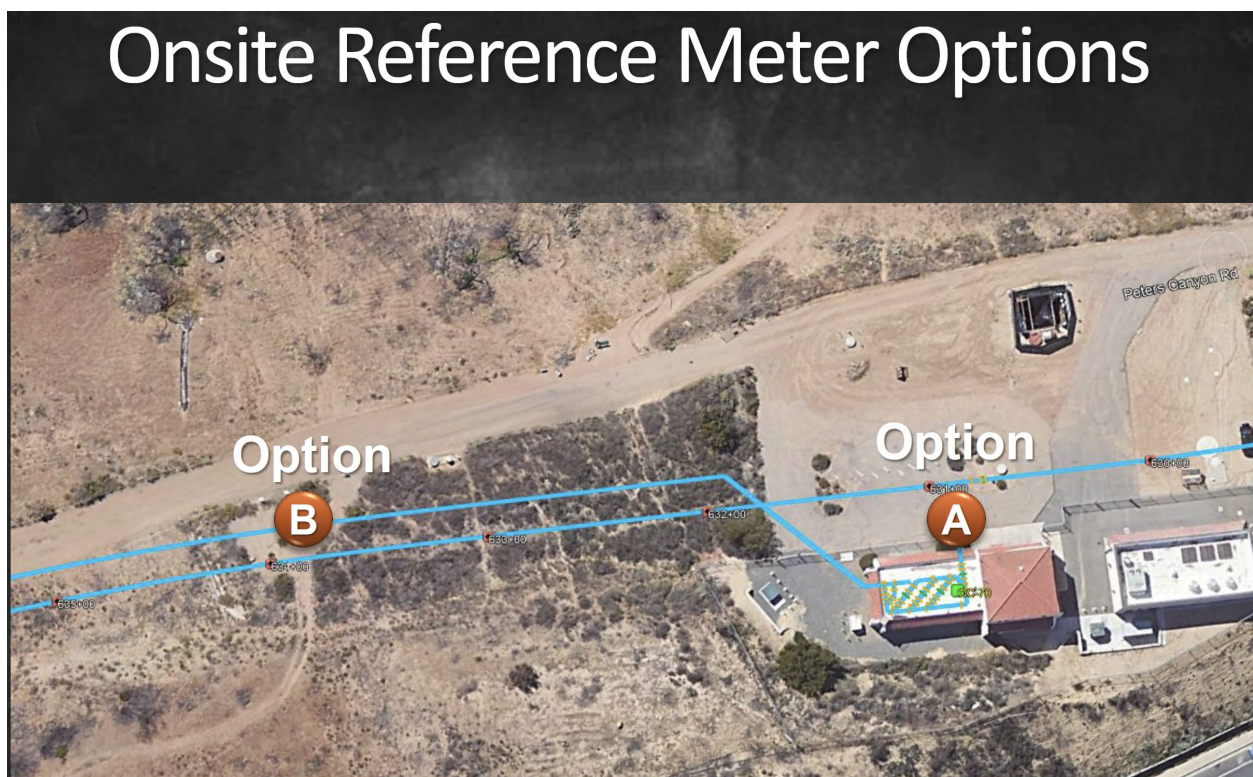 Onsite Reference Meter Options
Peters Canyon Rd
Option
A
Option
B
630+00
631+00
632+00
633+00
634+00
635+00